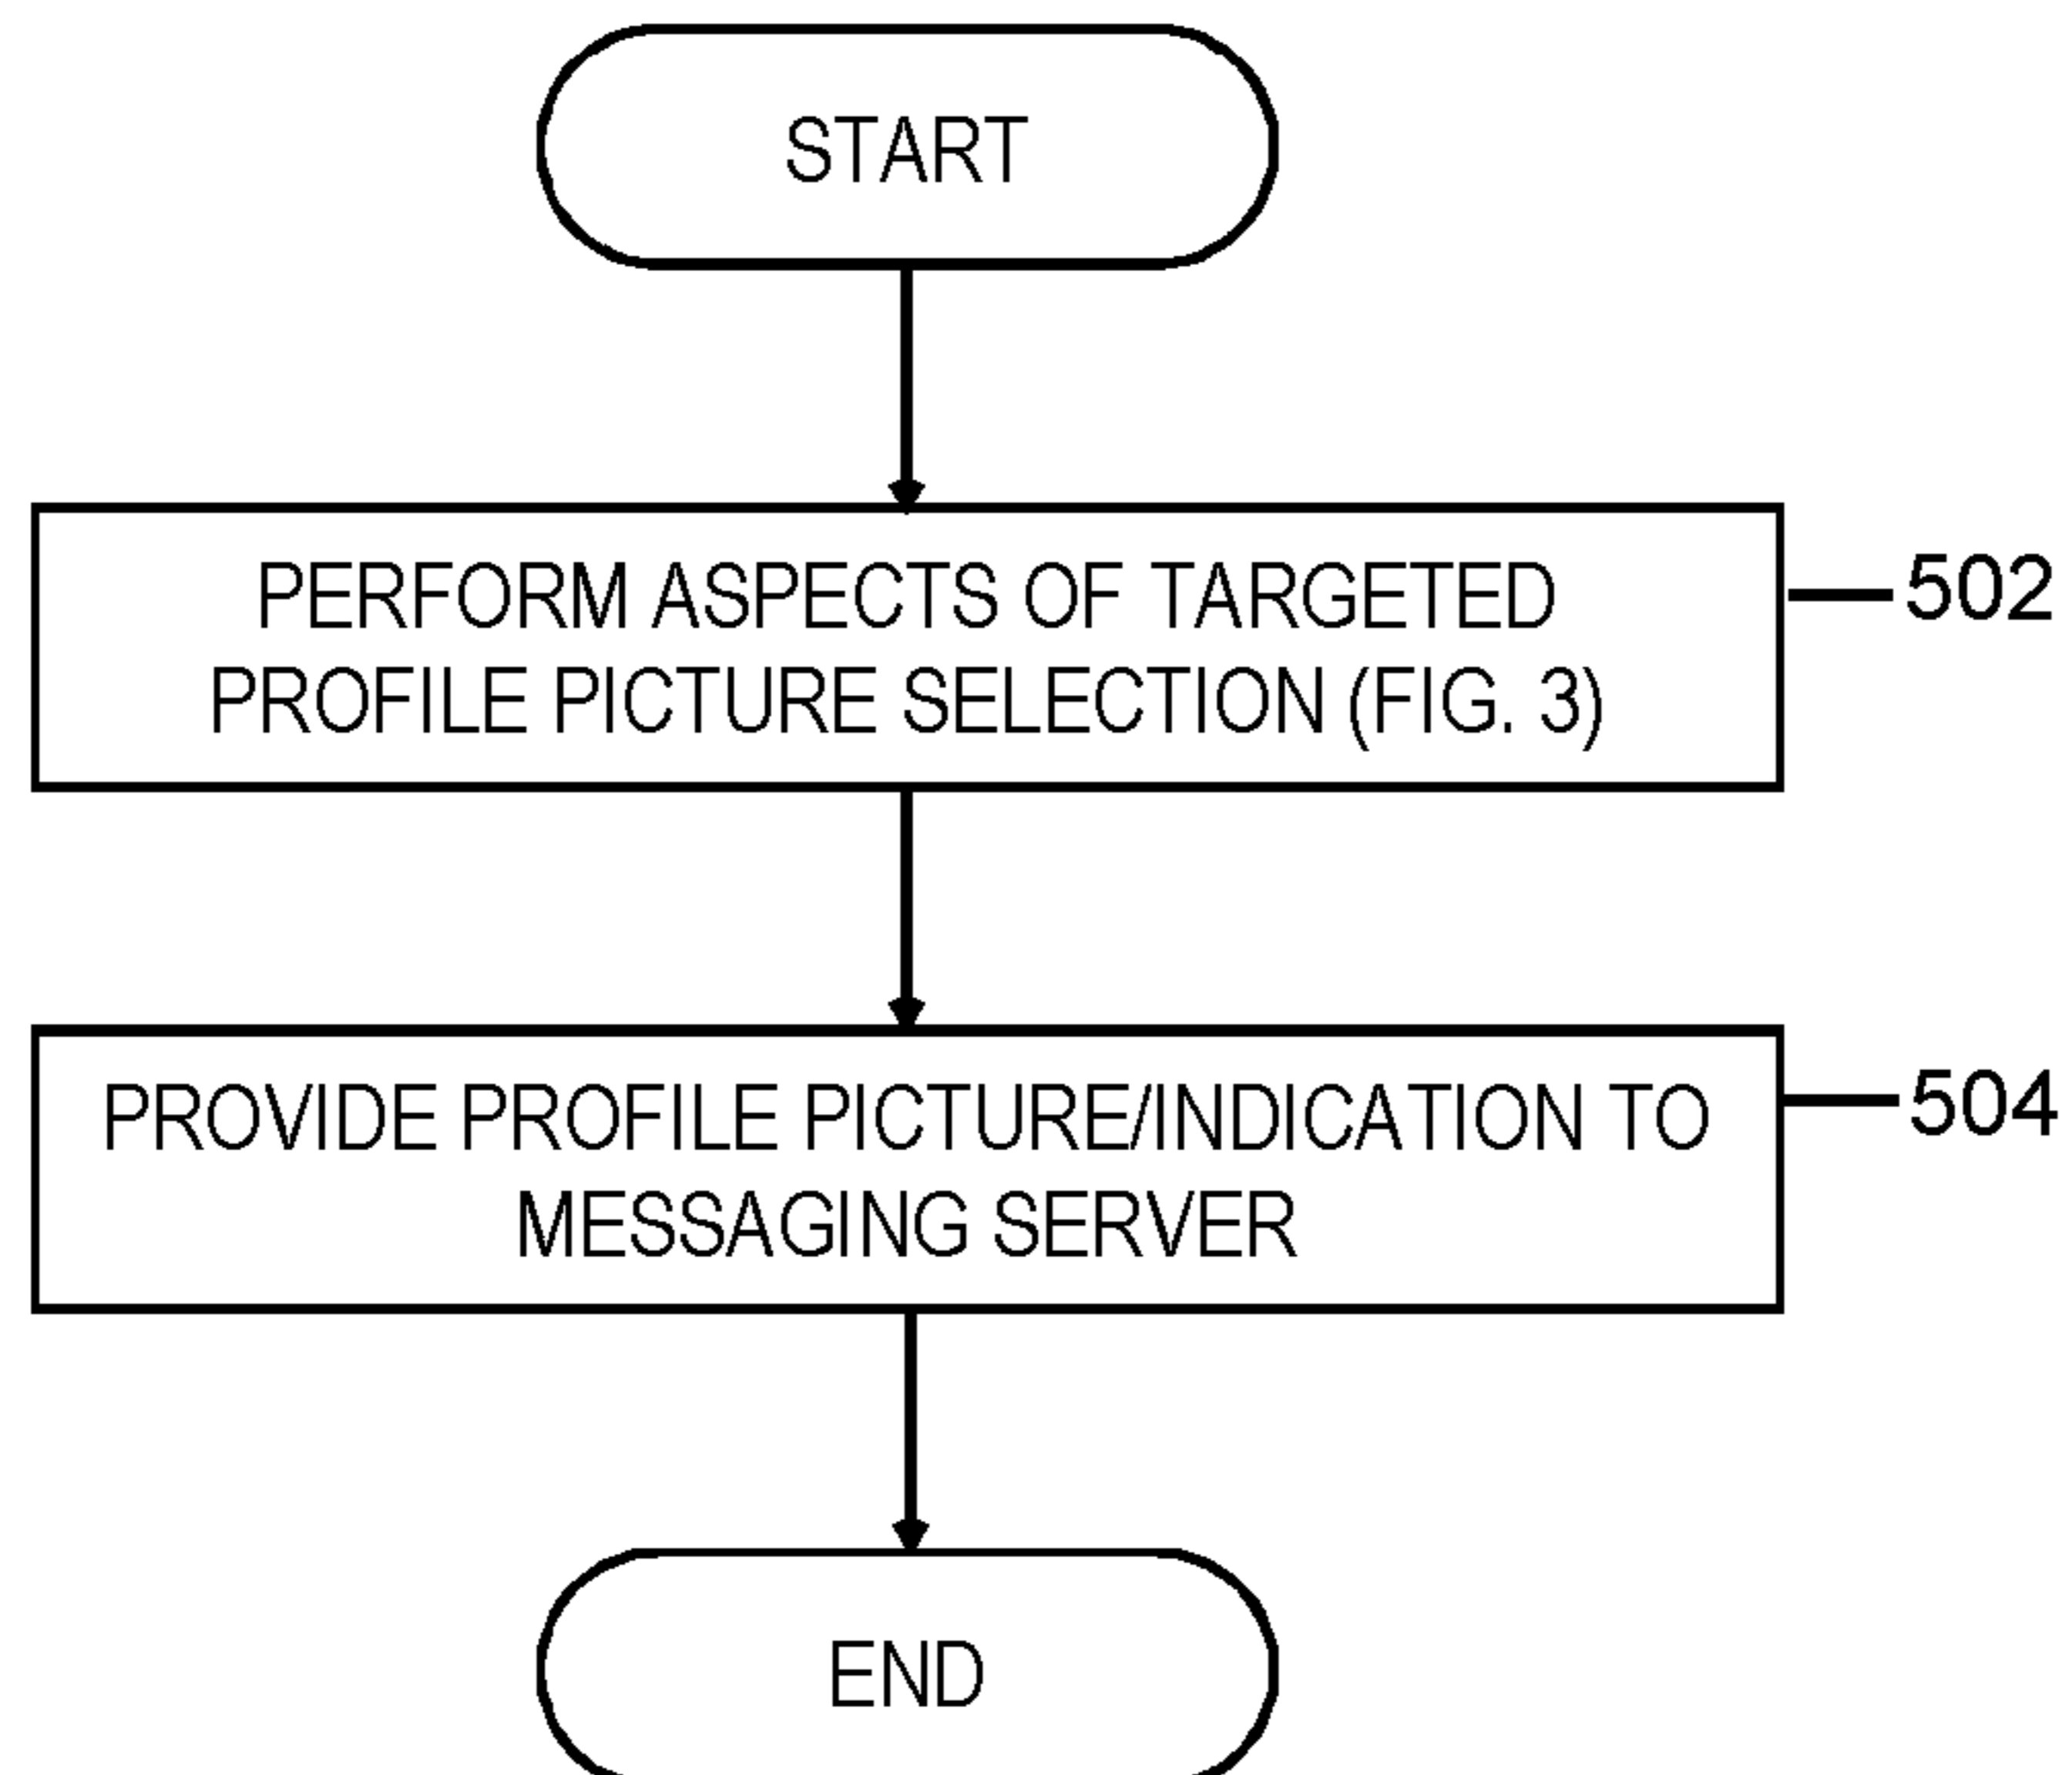 START
PERFORM ASPECTS OF TARGETED
PROFILE PICTURE SELECTION (FIG. 3)
502
PROVIDE PROFILE PICTURE/INDICATION TO
MESSAGING SERVER
504
END